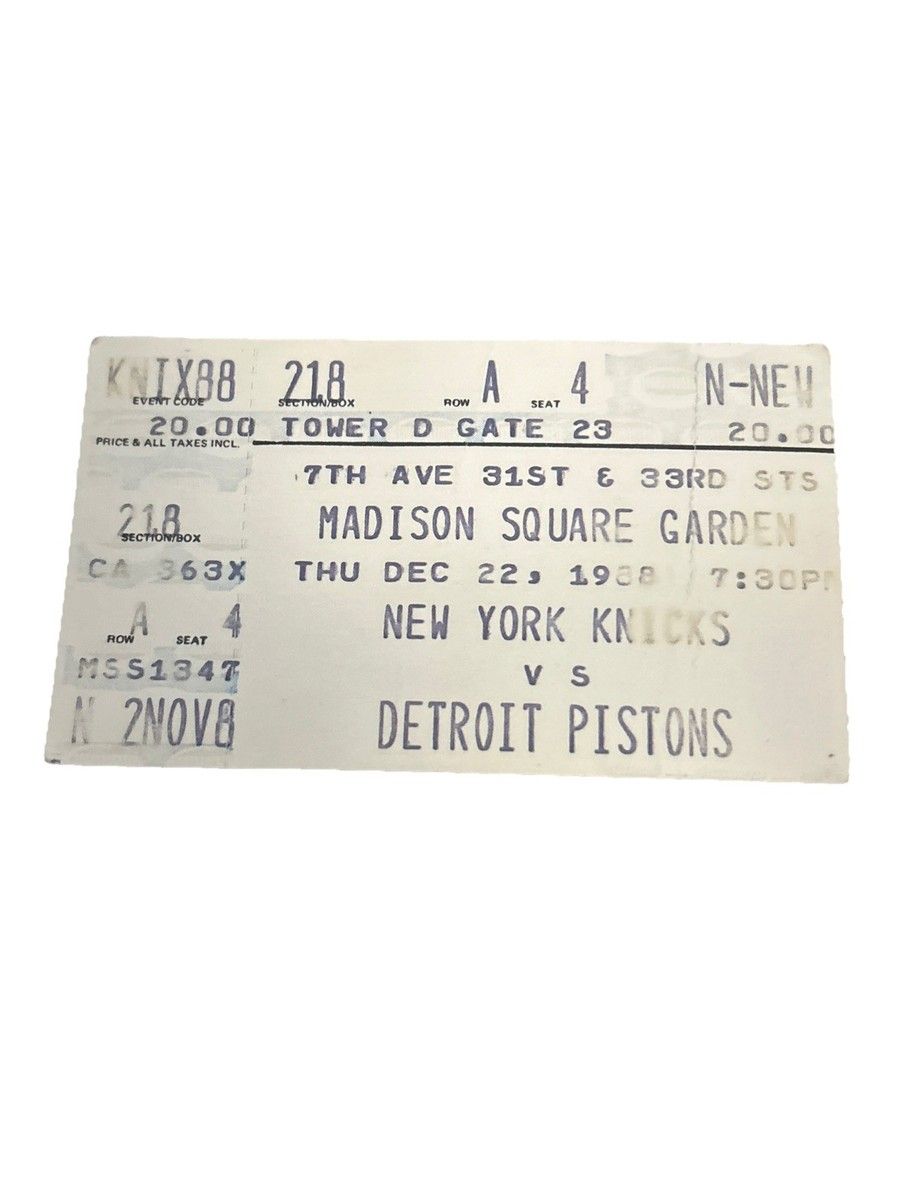 KNIX88 218 A 4 N-NEW
EVENT CODE SECTION/BOX ROW SEAT
20.00 TOWER D GATE 23 20.00
PRICE & ALL TAXES INCL.
7TH AVE 31ST & 33RD STS
218 MADISON SQUARE GARDEN
SECTION/BOX
CA 363X THU DEC 22, 1988 7:30PM
A 4 NEW YORK KNICKS
ROW SEAT
MSS1347 VS
N 2NOV8 DETROIT PISTONS